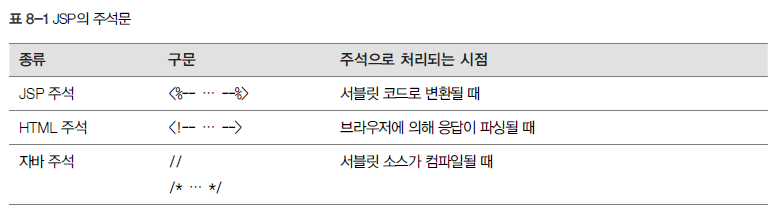 표 8-1 JSP의 주석문
종류 구문 주석으로 처리되는 시점
JSP 주석 <%-- … --%> 서블릿 코드로 변환될 때
HTML 주석 <!-- … --> 브라우저에 의해 응답이 파싱될 때
자바 주석 // 서블릿 소스가 컴파일될 때
/* … */